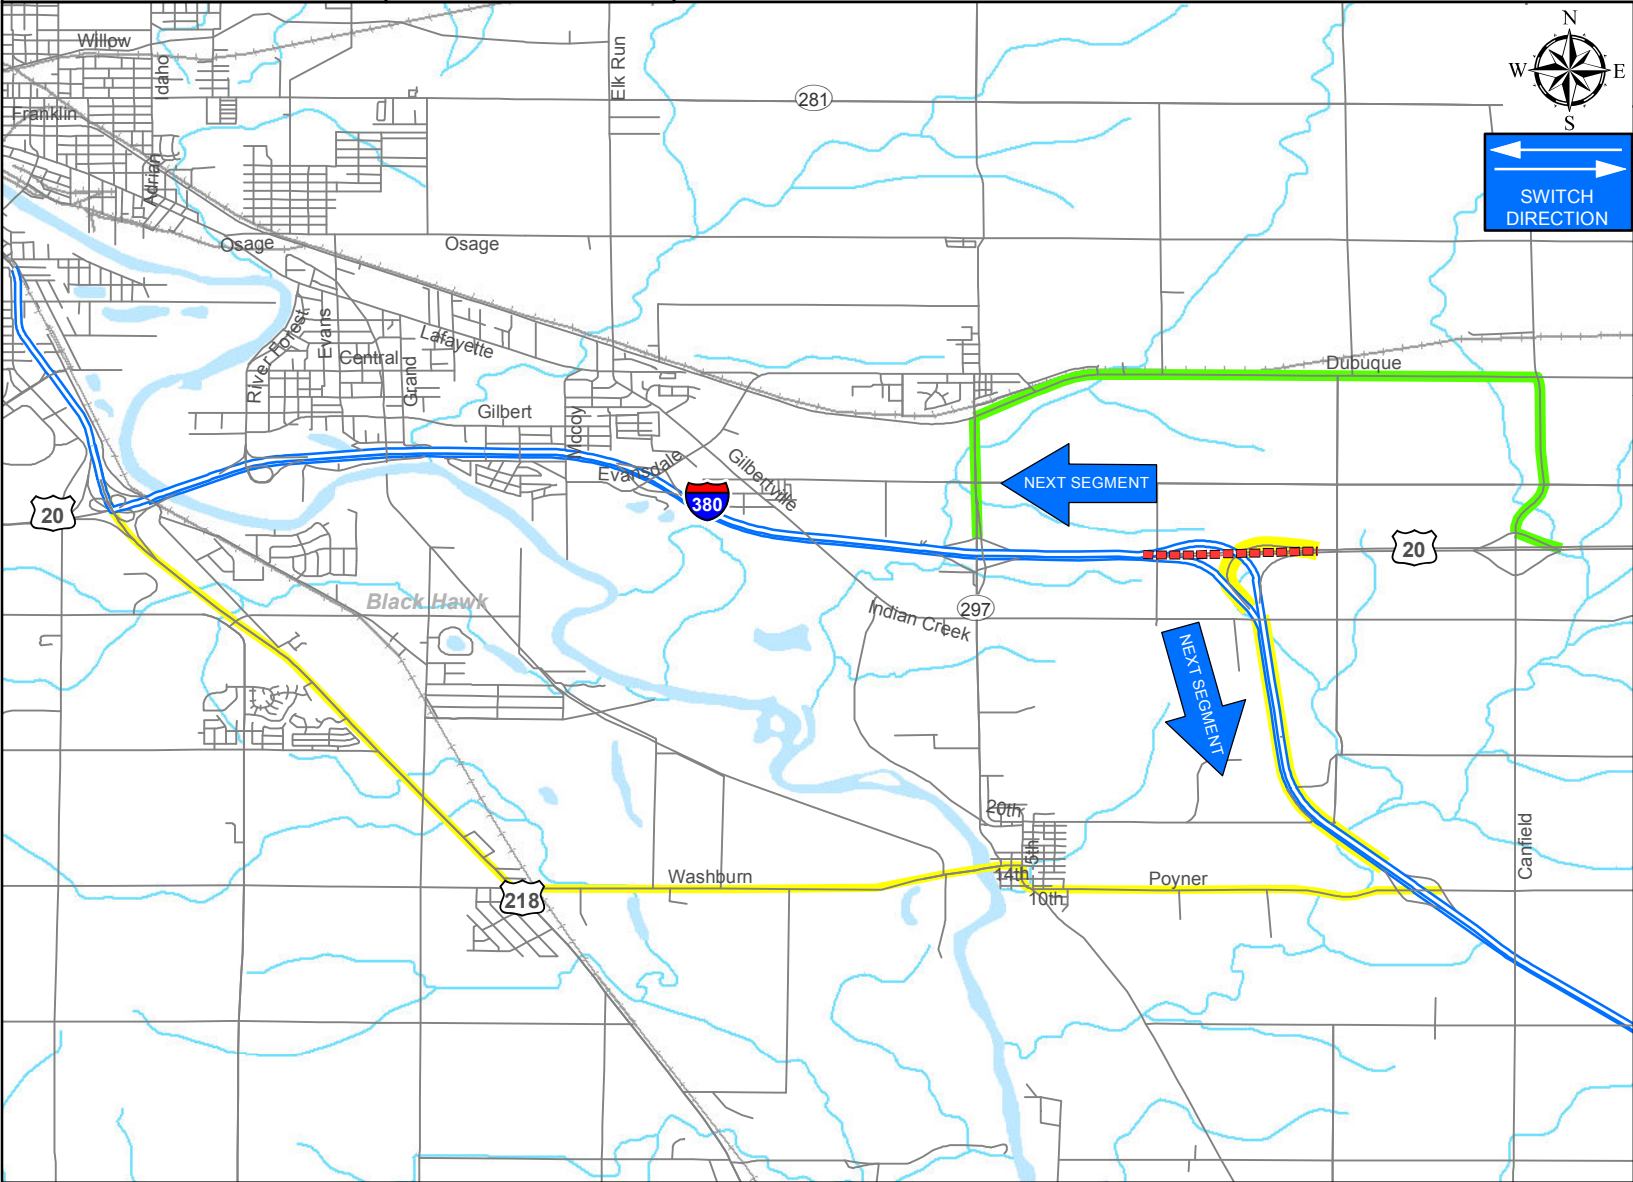 N
W
E
S
Willow
Idaho
Elk Run
281
Franklin
Adrian
SWITCH
DIRECTION
Osage
Osage
River Forest
Evans
Central
Grand
Lafayette
Dubuque
Gilbert
Mccoy
Evansdale
Gilbertville
NEXT SEGMENT
380
20
20
Black Hawk
Indian Creek
297
NEXT SEGMENT
20th
5th
Canfield
Washburn
14th
Poyner
218
10th